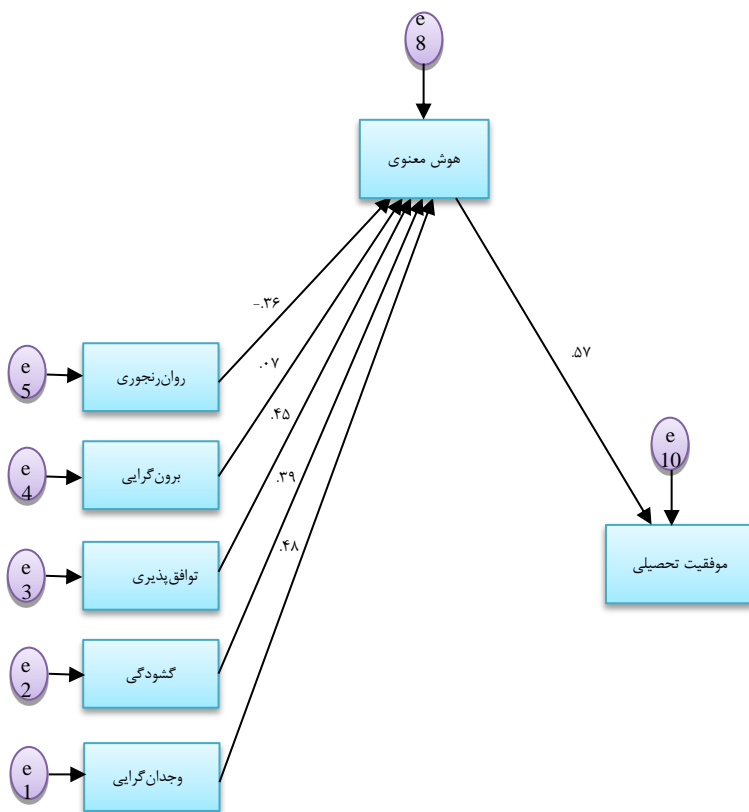 e
8
هوش معنوی
-.۳۶
.۵۷
e
5
روان‌رنجوری
.۰۷
.۴۵
e
4
برون‌گرایی
e
10
.۳۹
.۴۸
e
3
توافق‌پذیری
موفقیت تحصیلی
e
2
گشودگی
e
1
وجدان‌گرایی